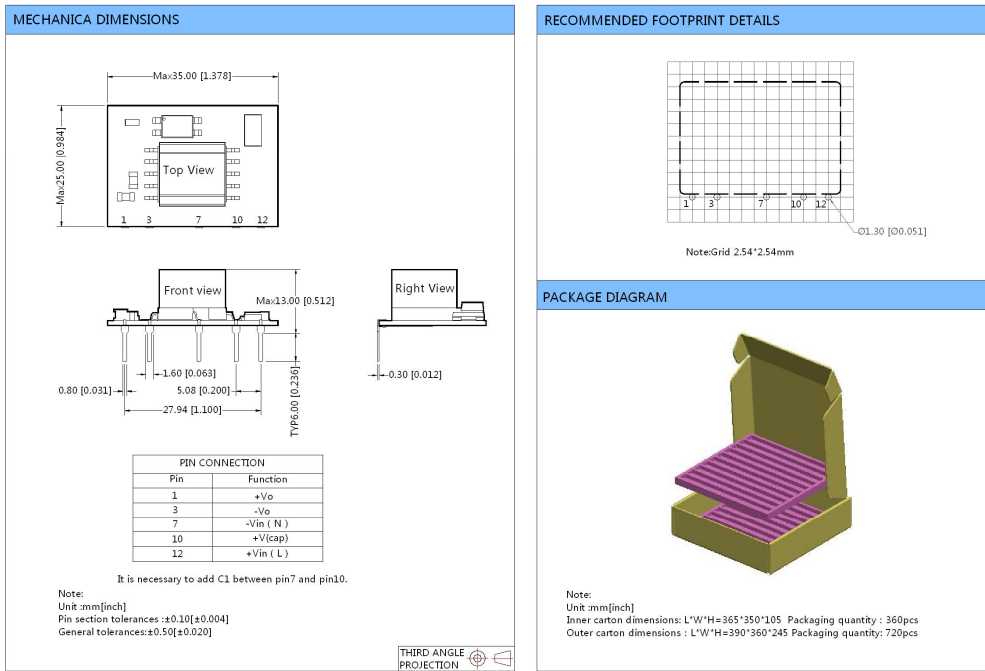 MECHANICA DIMENSIONS
Max35.00 [1.378]
Max25.00 [0.984]
Top View
1 3 7 10 12
Front view
Max13.00 [0.512]
Right View
1.60 [0.063]
0.80 [0.031]
5.08 [0.200]
27.94 [1.100]
TYP6.00 [0.236]
0.30 [0.012]
PIN CONNECTION
Pin Function
1 +Vo
3 -Vo
7 -Vin ( N )
10 +V(cap)
12 +Vin ( L )
It is necessary to add C1 between pin7 and pin10.
Note:
Unit :mm[inch]
Pin section tolerances :±0.10[±0.004]
General tolerances:±0.50[±0.020]
THIRD ANGLE
PROJECTION
RECOMMENDED FOOTPRINT DETAILS
1 3 7 10 12
Ø1.30 [Ø0.051]
Note:Grid 2.54*2.54mm
PACKAGE DIAGRAM
Note:
Unit :mm[inch]
Inner carton dimensions: L*W*H=365*350*105 Packaging quantity : 360pcs
Outer carton dimensions : L*W*H=390*360*245 Packaging quantity: 720pcs